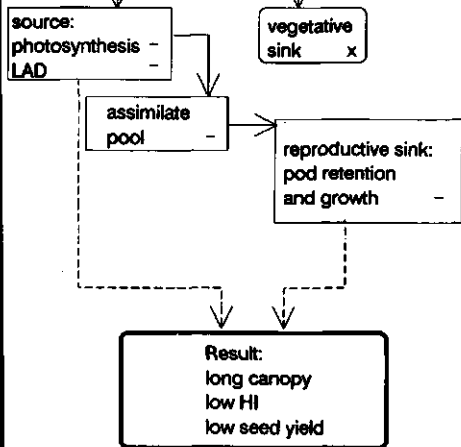 source:
photosynthesis –
LAD –
vegetative
sink x
assimilate
pool –
reproductive sink:
pod retention
and growth –
Result:
long canopy
low HI
low seed yield